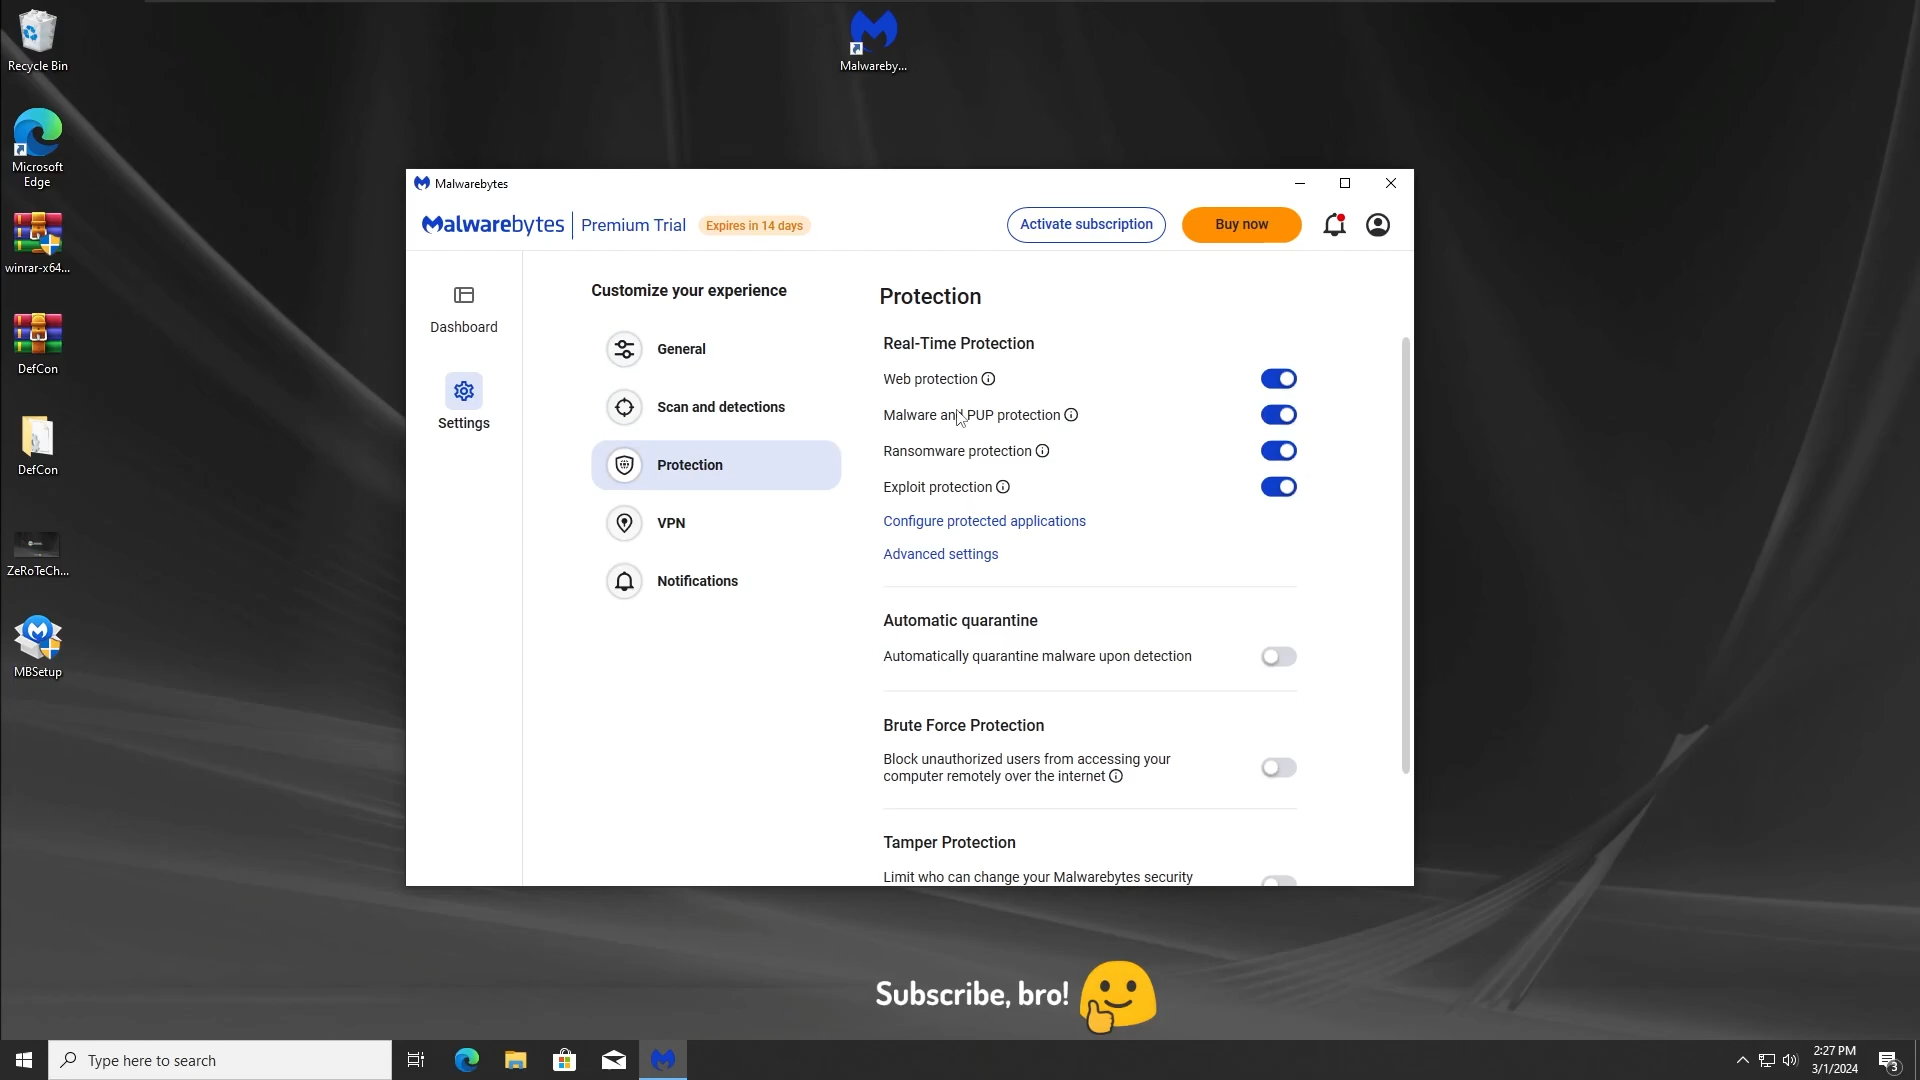 Recycle Bin
Malwareby...
Microsoft
Edge
winrar-x64...
DefCon
DefCon
ZeRoTeCh...
MBSetup
Malwarebytes
Malwarebytes
Premium Trial
Expires in 14 days
Activate subscription
Buy now
Dashboard
Settings
Customize your experience
General
Scan and detections
Protection
VPN
Notifications
Protection
Real-Time Protection
Web protection
Malware and PUP protection
Ransomware protection
Exploit protection
Configure protected applications
Advanced settings
Automatic quarantine
Automatically quarantine malware upon detection
Brute Force Protection
Block unauthorized users from accessing your
computer remotely over the internet
Tamper Protection
Limit who can change your Malwarebytes security
Subscribe, bro!
Type here to search
2:27 PM
3/1/2024
3